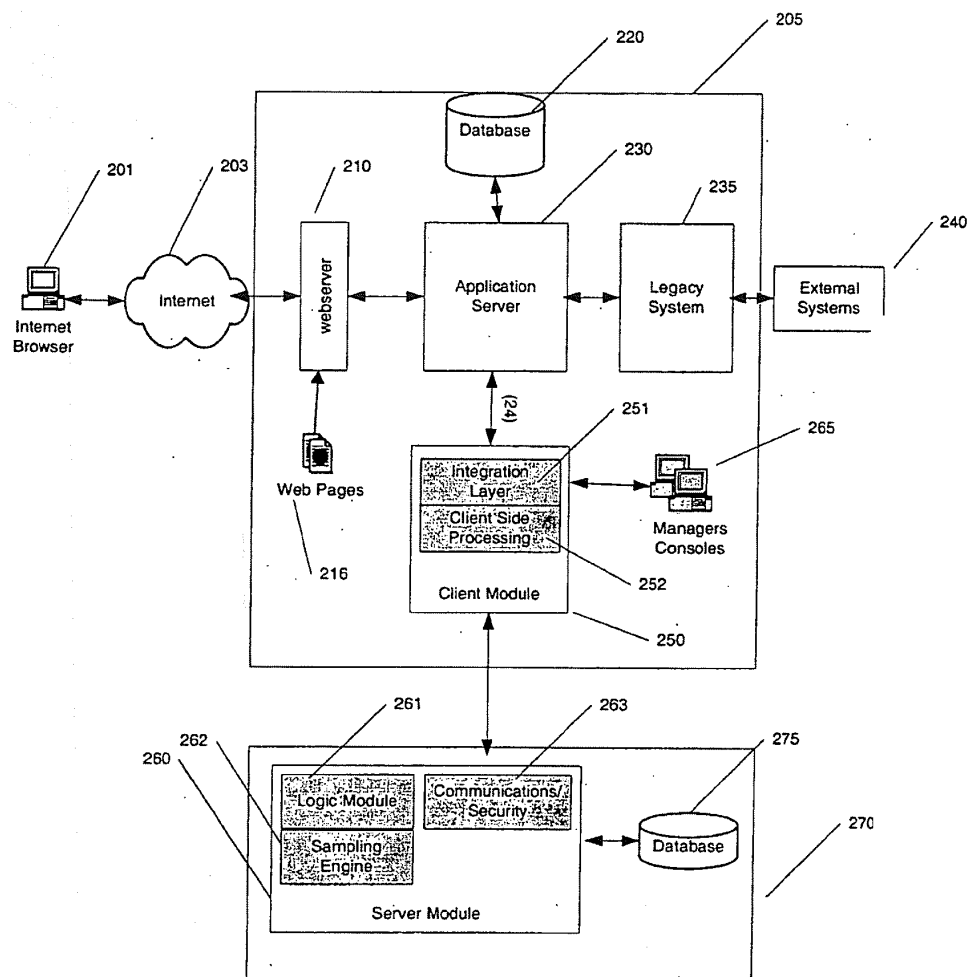 205
220
Database
201
203
210
230
235
240
webserver
Internet
Application
Server
Legacy
System
External
Systems
Internet
Browser
(24)
251
265
Integration
Layer
Client Side
Processing
Web Pages
Managers
Consoles
216
252
Client Module
250
261
263
262
275
260
Logic Module
Communications/
Security
270
Sampling
Engine
Database
Server Module